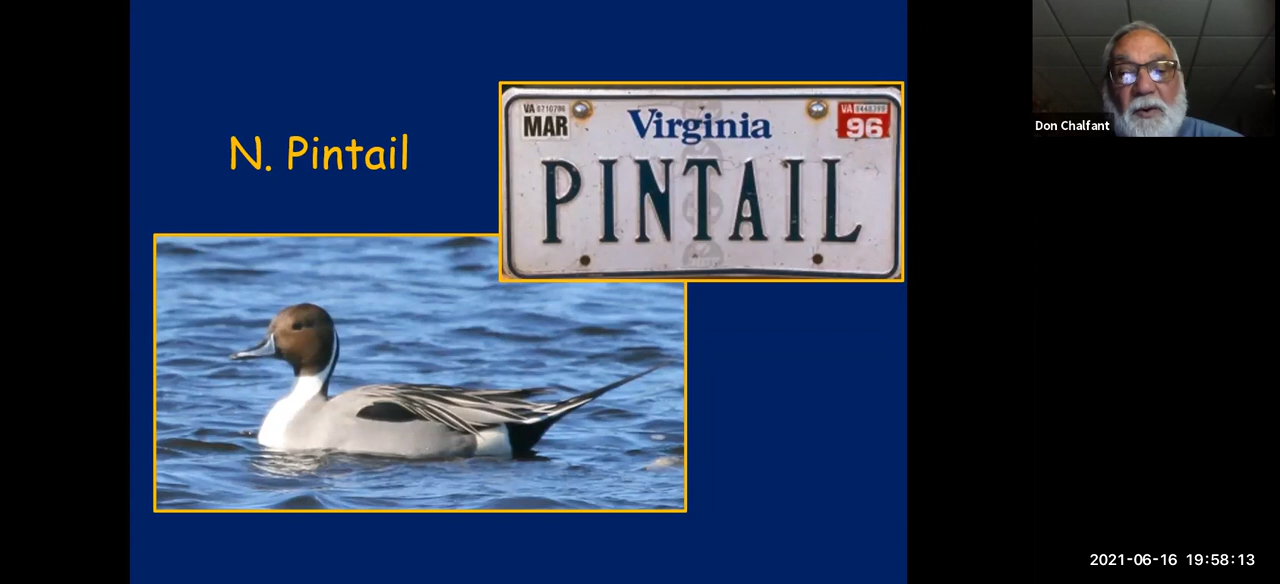 N. Pintail
VA
MAR
Virginia
VA
96
PINTAIL
Don Chalfant
2021-06-16 19:58:13